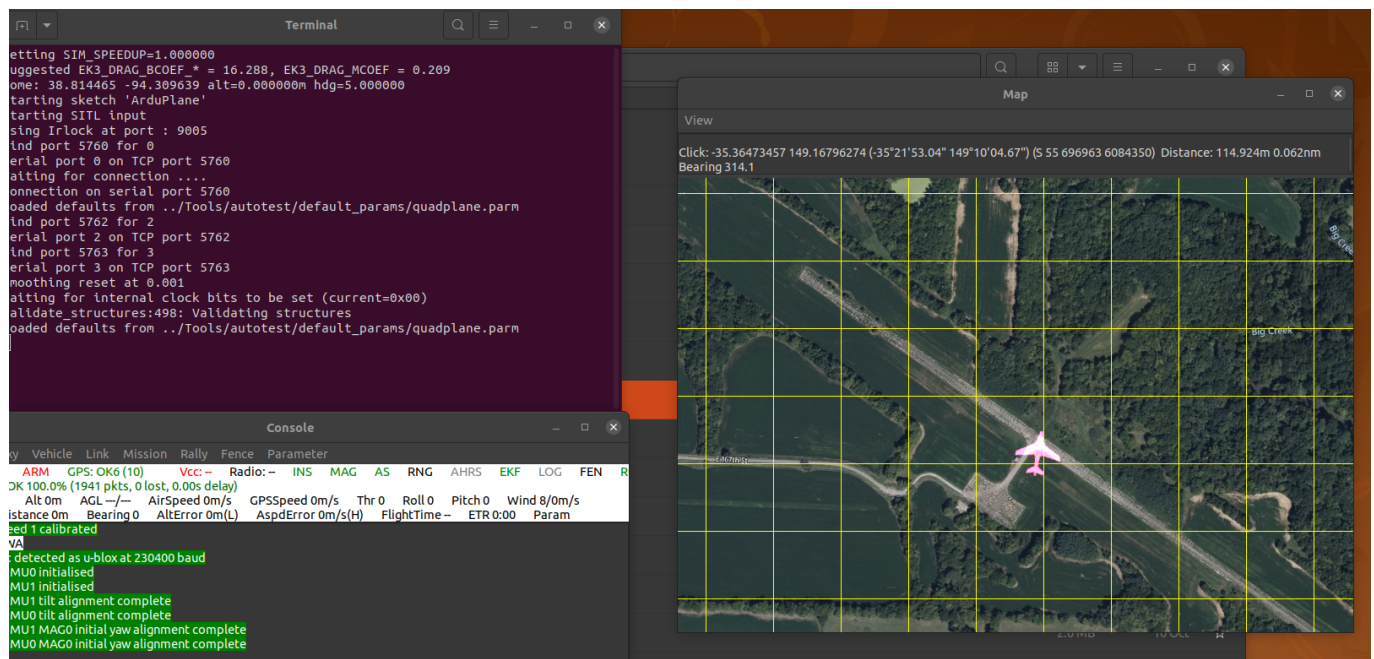 Terminal
etting SIM_SPEEDUP=1.000000
uggested EK3_DRAG_BCOEF_* = 16.288, EK3_DRAG_MCOEF = 0.209
ome: 38.814465 -94.309639 alt=0.000000m hdg=5.000000
tarting sketch 'ArduPlane'
tarting SITL input
sing Irlock at port : 9005
ind port 5760 for 0
erial port 0 on TCP port 5760
aiting for connection ....
onnection on serial port 5760
oaded defaults from ../Tools/autotest/default_params/quadplane.parm
ind port 5762 for 2
erial port 2 on TCP port 5762
ind port 5763 for 3
erial port 3 on TCP port 5763
moothing reset at 0.001
aiting for internal clock bits to be set (current=0x00)
alidate_structures:498: Validating structures
oaded defaults from ../Tools/autotest/default_params/quadplane.parm
Console
xy Vehicle Link Mission Rally Fence Parameter
ARM GPS: OK6 (10) Vcc: -- Radio: -- INS MAG AS RNG AHRS EKF LOG FEN R
OK 100.0% (1941 pkts, 0 lost, 0.00s delay)
Alt 0m AGL ---/--- AirSpeed 0m/s GPSSpeed 0m/s Thr 0 Roll 0 Pitch 0 Wind 8/0m/s
istance 0m Bearing 0 AltError 0m(L) AspdError 0m/s(H) FlightTime -- ETR 0:00 Param
eed 1 calibrated
NA
: detected as u-blox at 230400 baud
MU0 initialised
MU1 initialised
MU1 tilt alignment complete
MU0 tilt alignment complete
MU1 MAG0 initial yaw alignment complete
MU0 MAG0 initial yaw alignment complete
Map
View
Click: -35.36473457 149.16796274 (-35°21'53.04" 149°10'04.67") (S 55 696963 6084350) Distance: 114.924m 0.062nm
Bearing 314.1
Big Cree
Big Creek
E 167th St
2.0 MB 10 Oct